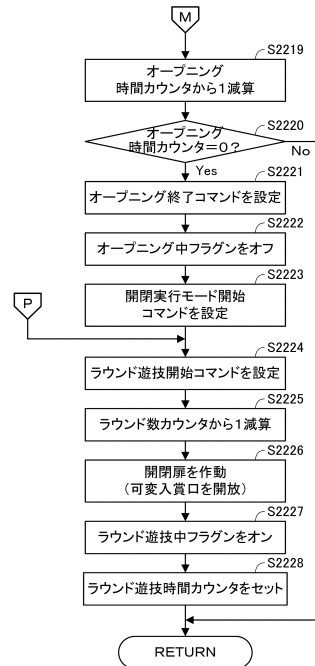 M
S2219
オープニング
時間カウンタから1減算
S2220
オープニング
時間カウンタ=0?
No
Yes
S2221
オープニング終了コマンドを設定
S2222
オープニング中フラグンをオフ
S2223
開閉実行モード開始
コマンドを設定
P
S2224
ラウンド遊技開始コマンドを設定
S2225
ラウンド数カウンタから1減算
S2226
開閉扉を作動
(可変入賞口を開放)
S2227
ラウンド遊技中フラグンをオン
S2228
ラウンド遊技時間カウンタをセット
RETURN